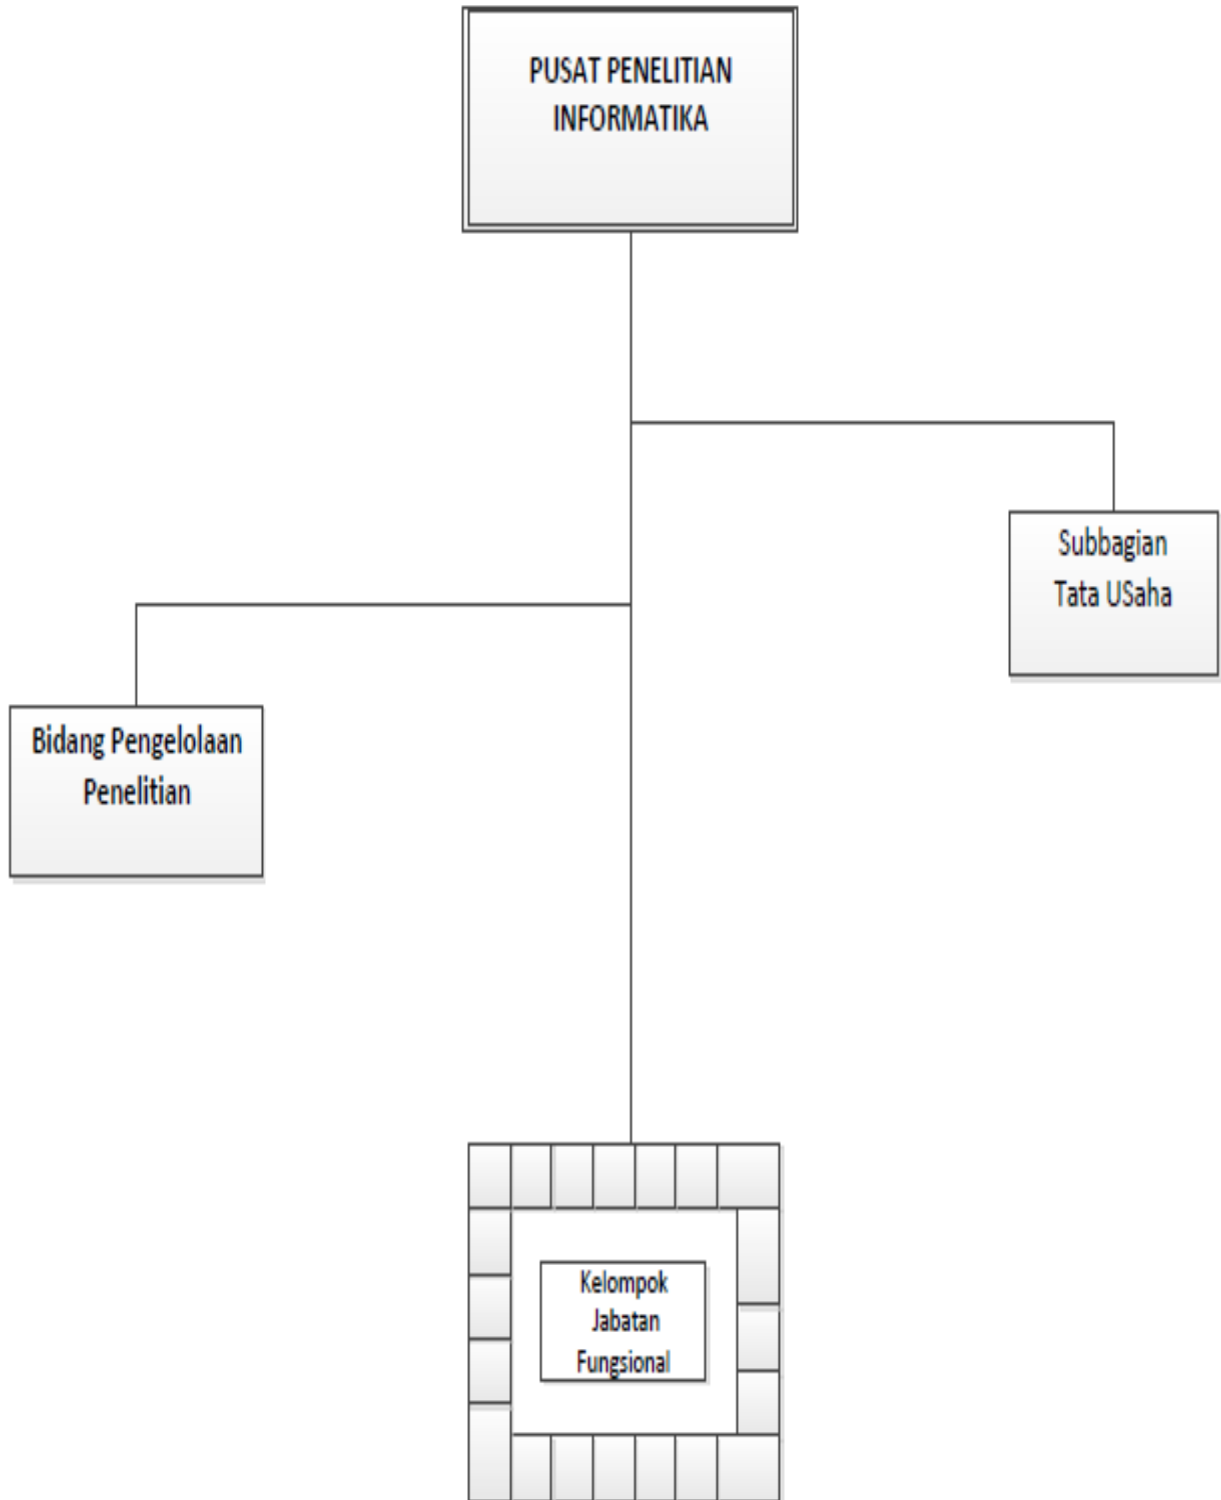 PUSAT PENELITIAN
INFORMATIKA
Subbagian
Tata USaha
Bidang Pengelolaan
Penelitian
Kelompok
Jabatan
Fungsional